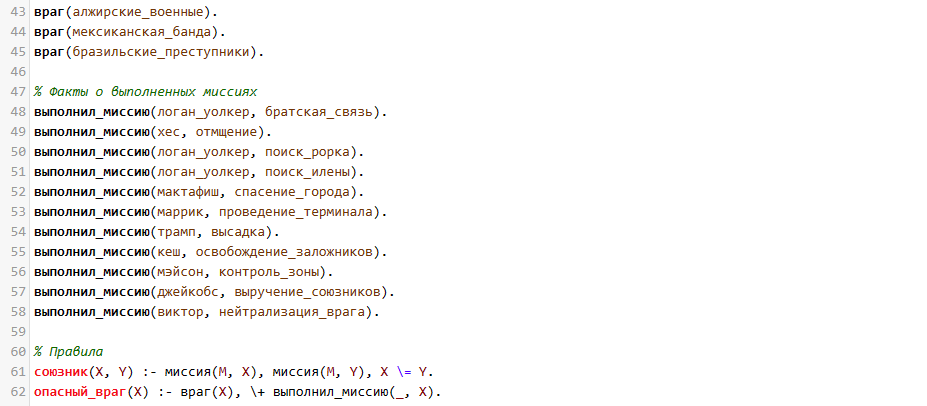 43 враг(алжирские_военные).
44 враг(мексиканская_банда).
45 враг(бразильские_преступники).
46
47 % Факты о выполненных миссиях
48 выполнил_миссию(логан_уолкер, братская_связь).
49 выполнил_миссию(хес, отмщение).
50 выполнил_миссию(логан_уолкер, поиск_рорка).
51 выполнил_миссию(логан_уолкер, поиск_илены).
52 выполнил_миссию(мактафиш, спасение_города).
53 выполнил_миссию(маррик, проведение_терминала).
54 выполнил_миссию(трамп, высадка).
55 выполнил_миссию(кеш, освобождение_заложников).
56 выполнил_миссию(мэйсон, контроль_зоны).
57 выполнил_миссию(джейкобс, выручение_союзников).
58 выполнил_миссию(виктор, нейтрализация_врага).
59
60 % Правила
61 союзник(X, Y) :- миссия(M, X), миссия(M, Y), X \= Y.
62 опасный_враг(X) :- враг(X), \+ выполнил_миссию(_, X).